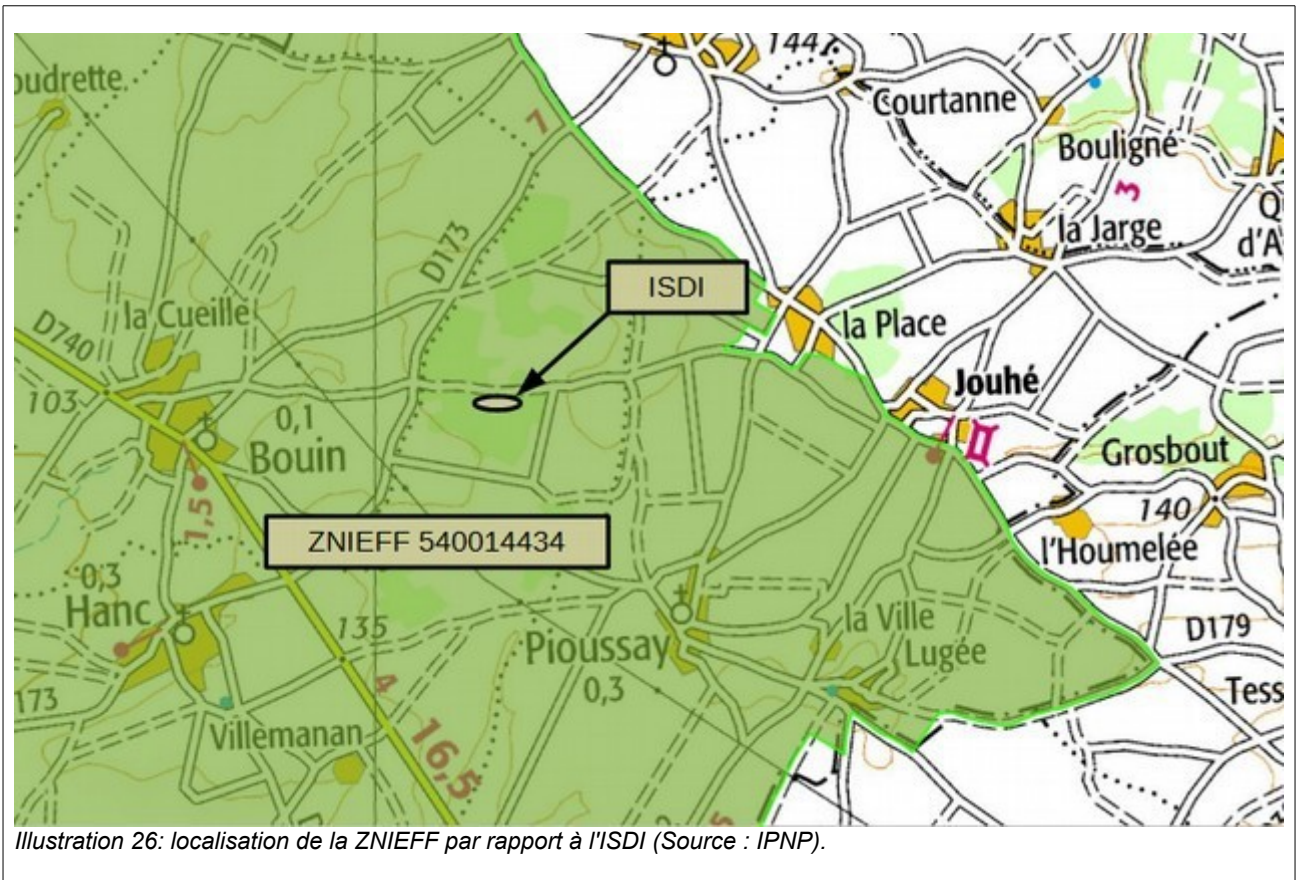 144
oudrette
Courtanne
7
Bouligné
3
D173
la Jarge
Q
d'A
ISDI
la Cueille
la Place
D740
103
Jouhé
0,1
Bouin
Grosbout
1,5
140
ZNIEFF 540014434
l'Houmelée
0,3
Hanc
135
Pioussay
0,3
la Ville
Lugée
D179
4
Tess
173
Villemanan
16,5
5
Illustration 26: localisation de la ZNIEFF par rapport à l'ISDI (Source : IPNP).